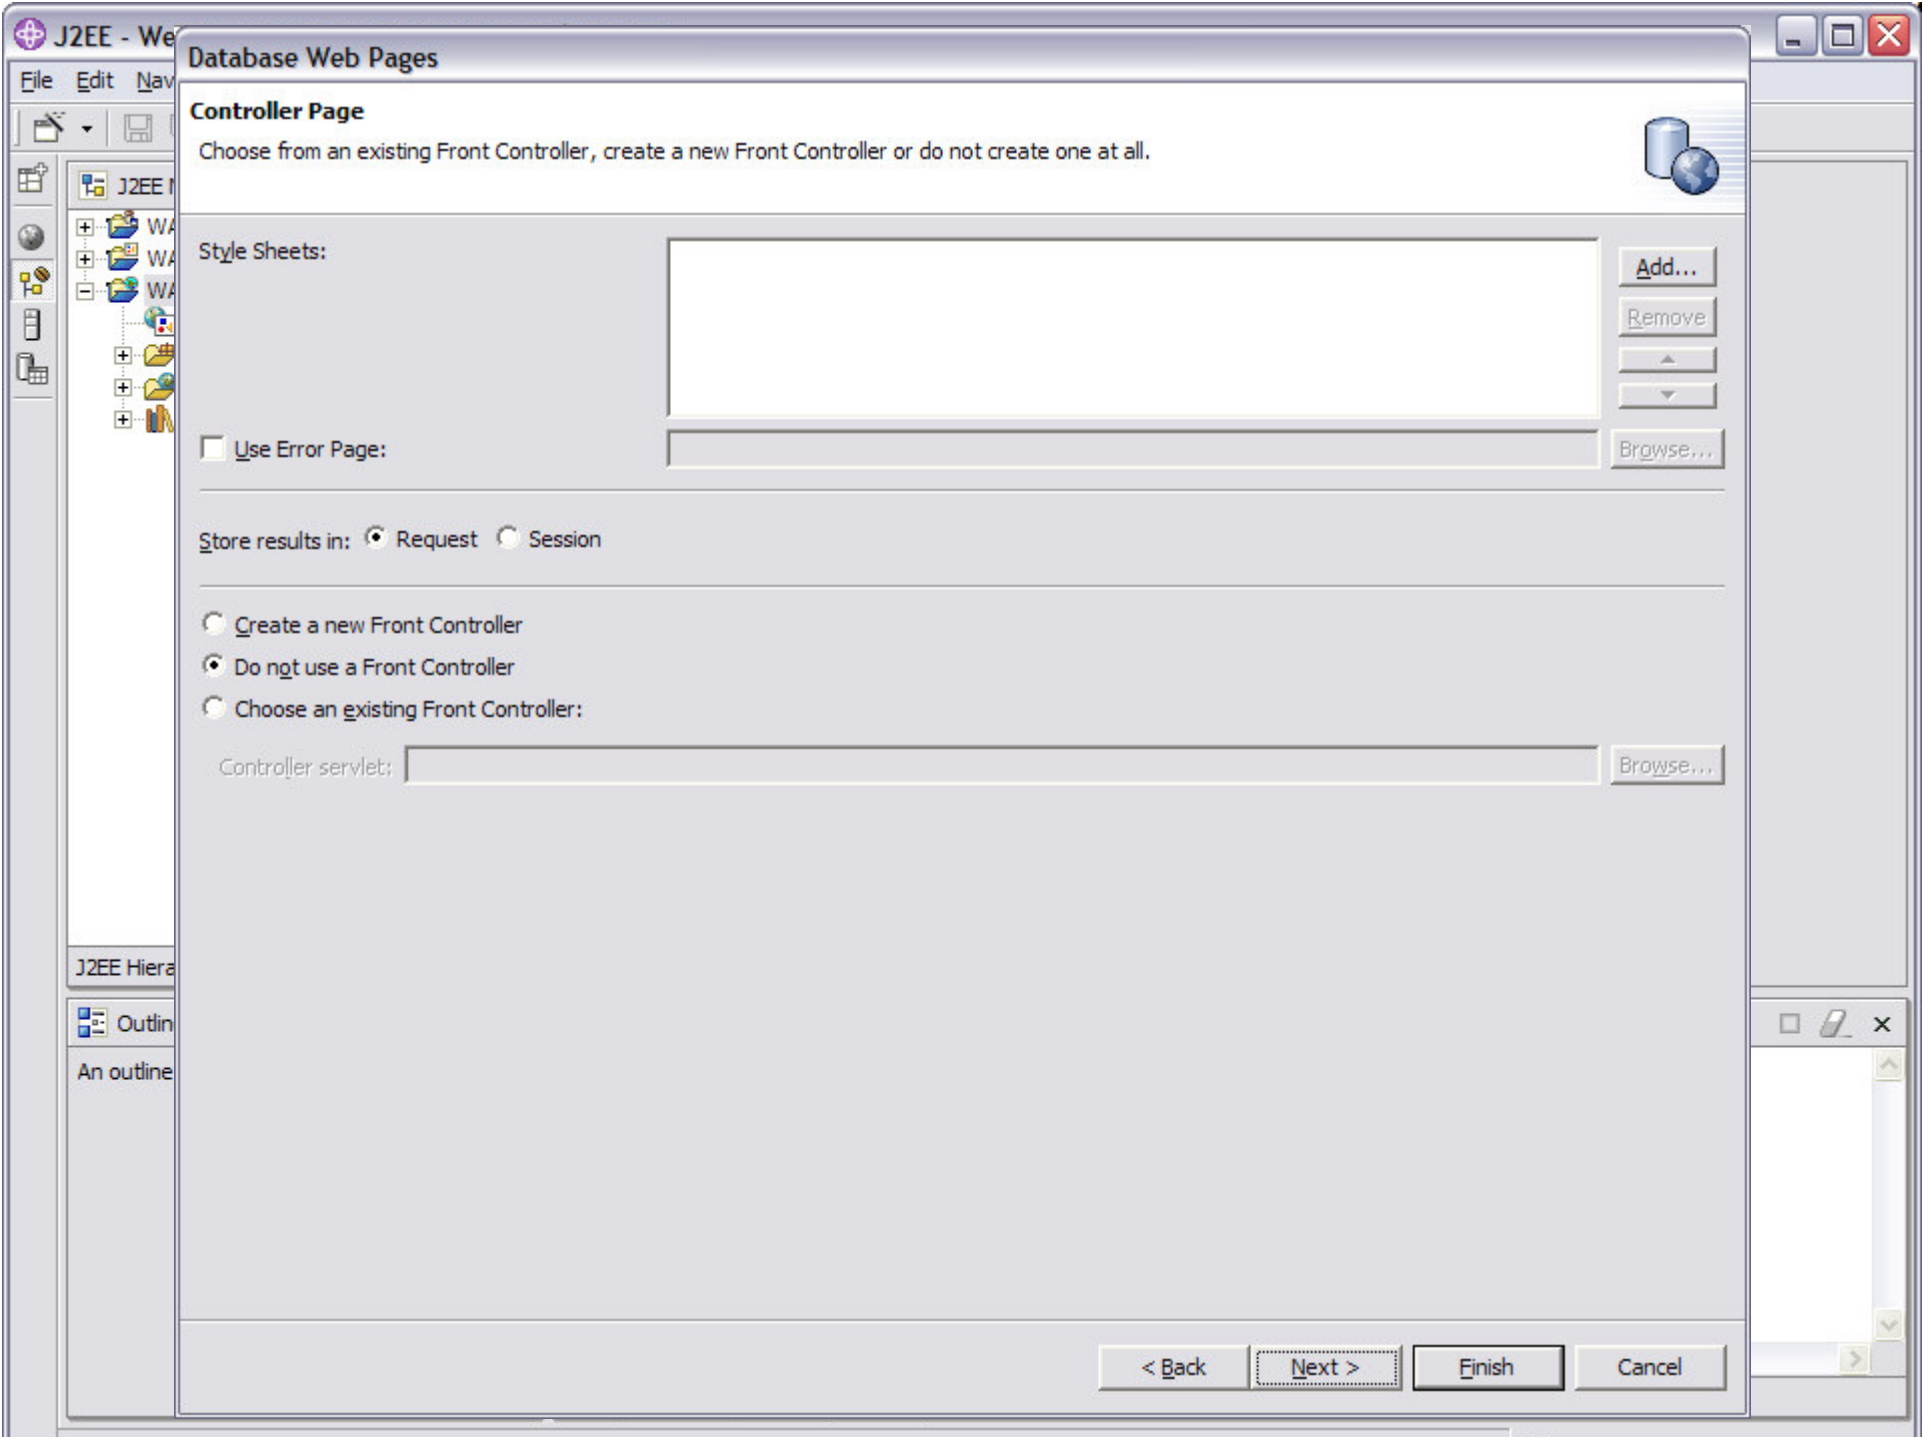 J2EE - We
Database Web Pages
File Edit Nav
Controller Page
Choose from an existing Front Controller, create a new Front Controller or do not create one at all.
J2EE
WA
WA
WA
Style Sheets:
Add...
Remove
Use Error Page:
Browse...
Store results in: Request Session
Create a new Front Controller
Do not use a Front Controller
Choose an existing Front Controller:
Controller servlet:
Browse...
J2EE Hiera
Outlin
An outline
< Back
Next >
Finish
Cancel